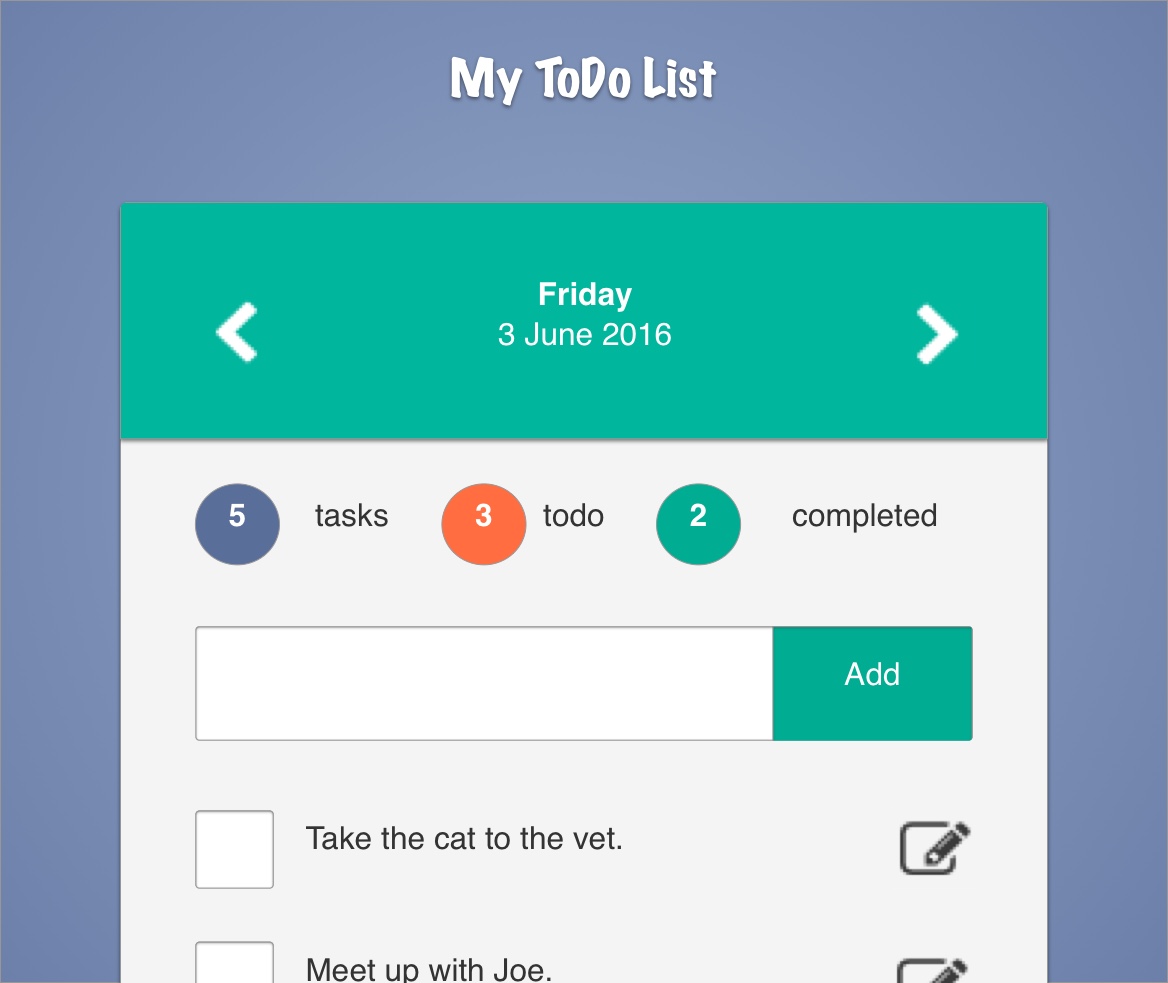 My ToDo List
Friday
3 June 2016
5 tasks 3 todo 2 completed
Add
Take the cat to the vet.
Meet up with Joe.